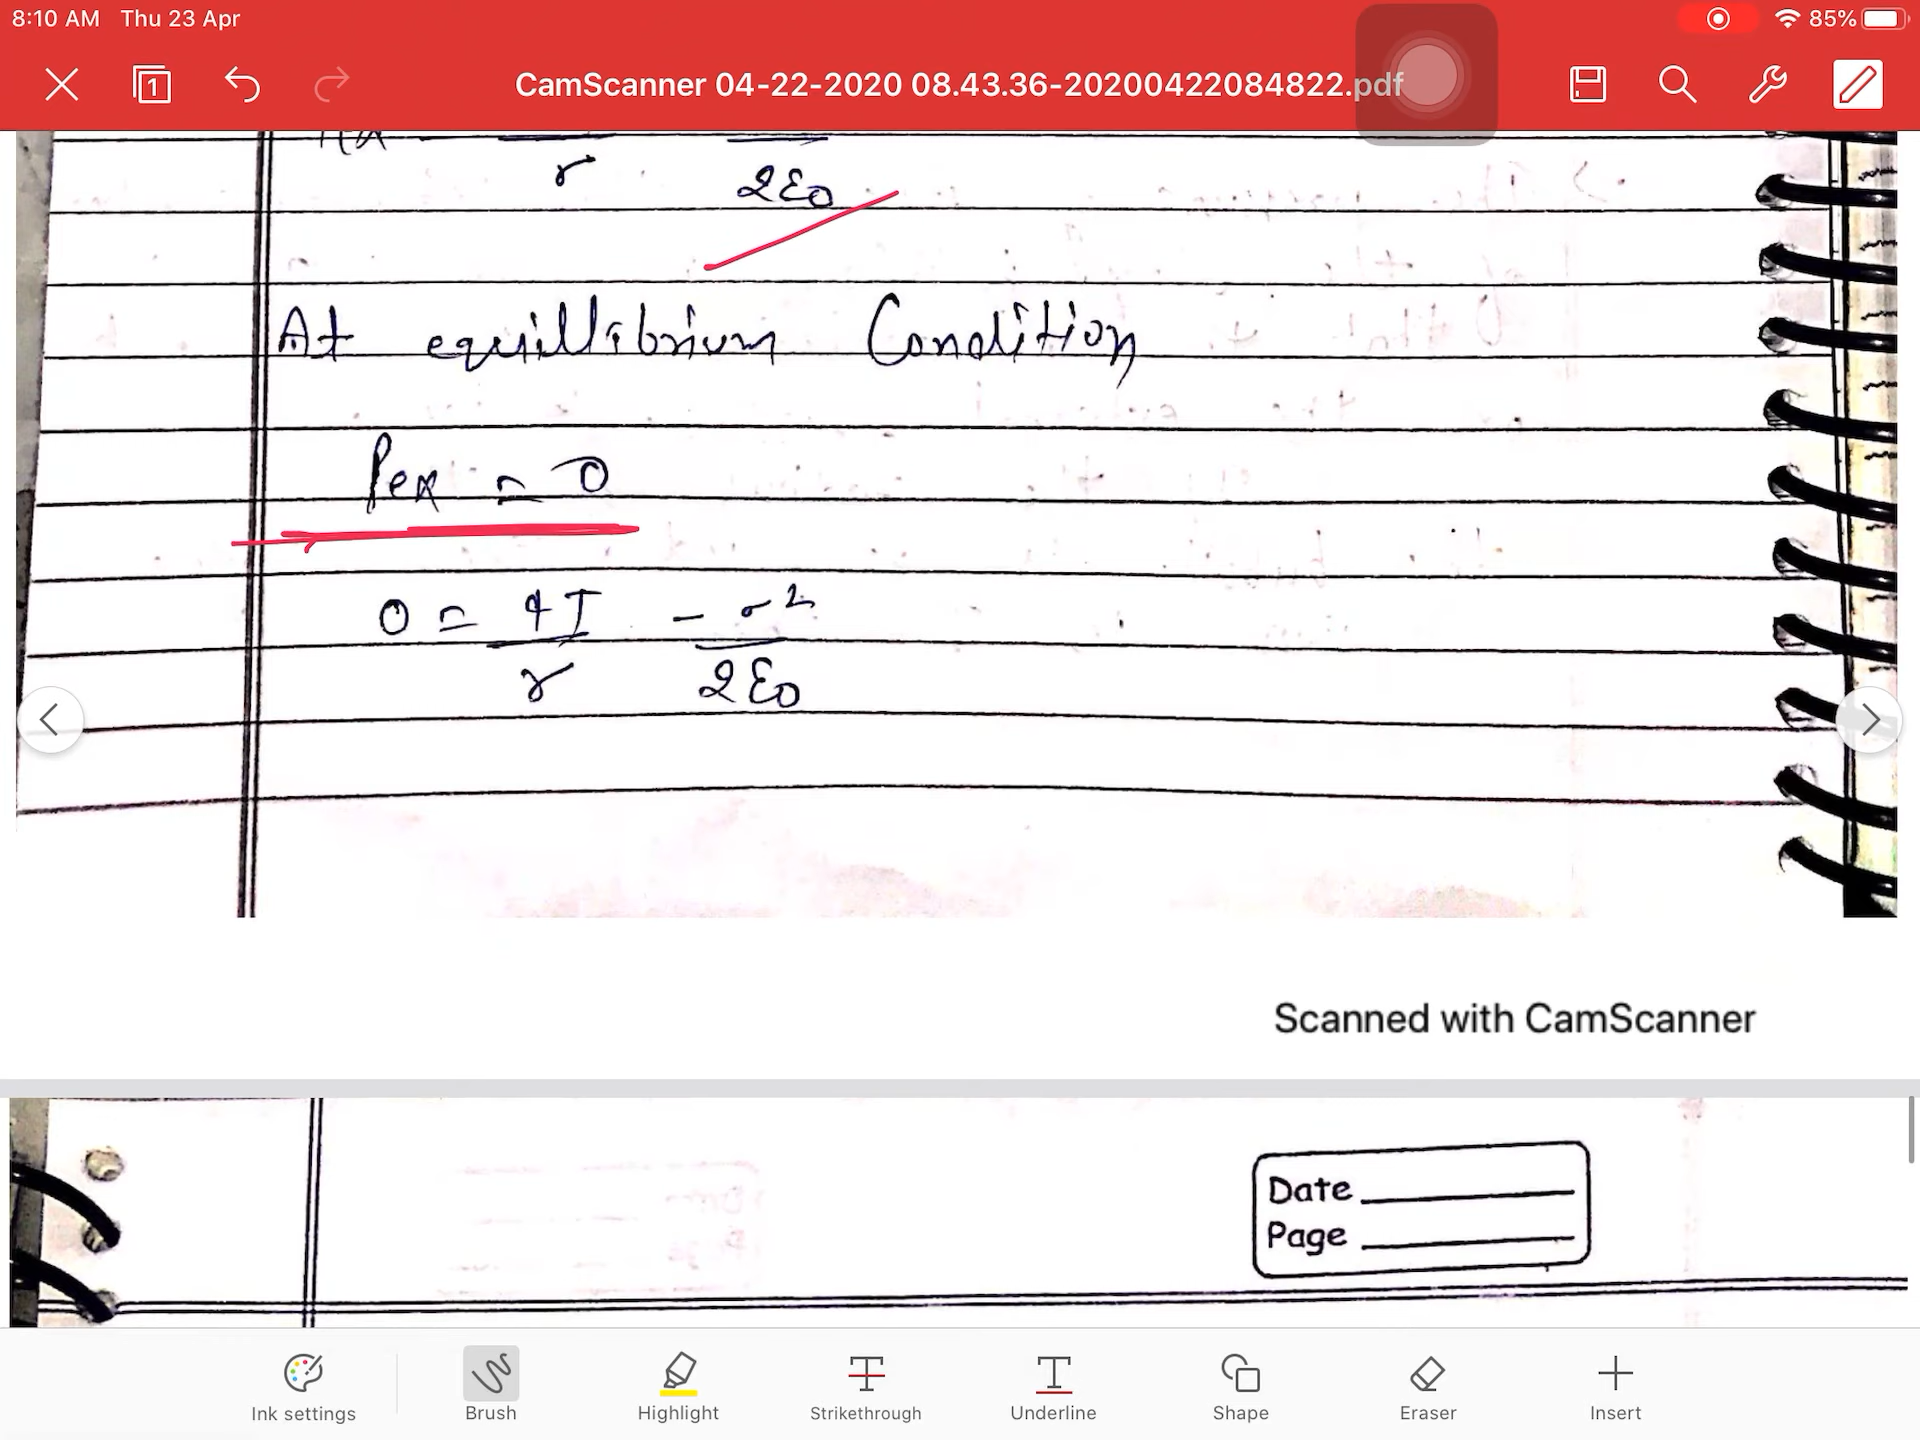 8:10 AM Thu 23 Apr
85%
1
CamScanner 04-22-2020 08.43.36-20200422084822.pdf
r 2ε0
At equillibrium Condition
Pex = 0
0 = 4T - σ2
r 2ε0
Scanned with CamScanner
Date
Page
Ink settings Brush Highlight Strikethrough Underline Shape Eraser Insert